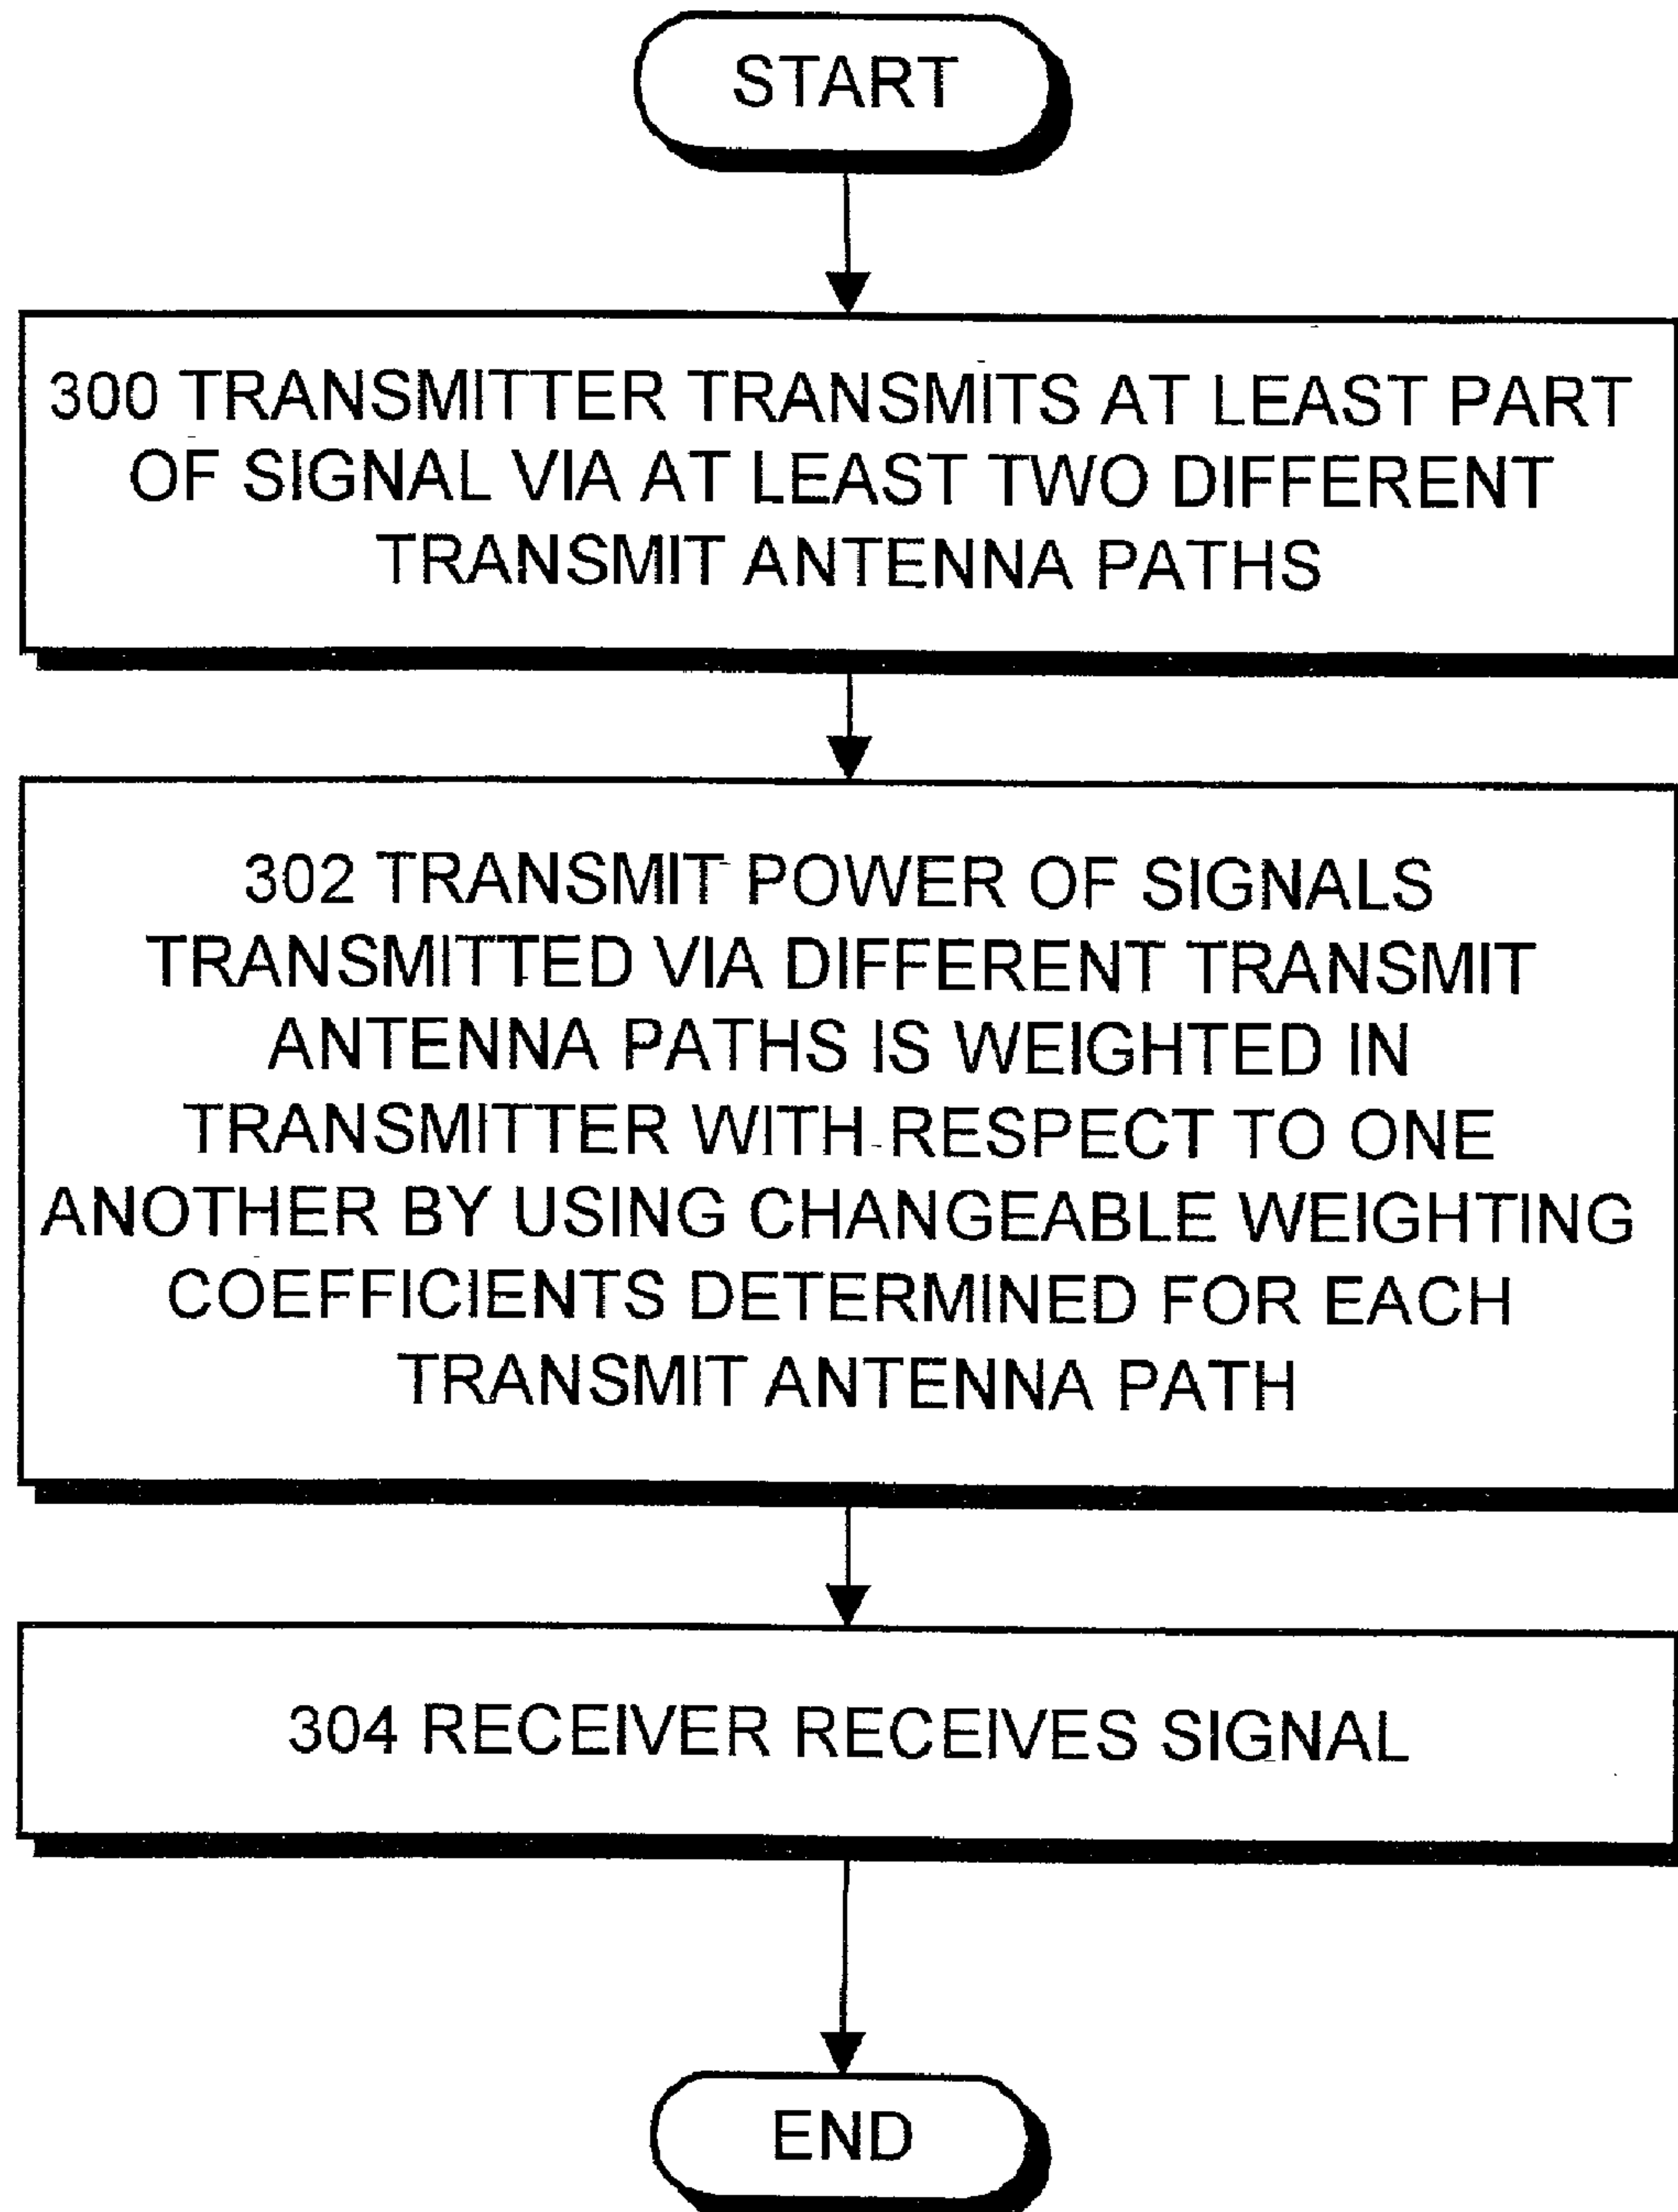 START
300 TRANSMITTER TRANSMITS AT LEAST PART
OF SIGNAL VIA AT LEAST TWO DIFFERENT
TRANSMIT ANTENNA PATHS
302 TRANSMIT POWER OF SIGNALS
TRANSMITTED VIA DIFFERENT TRANSMIT
ANTENNA PATHS IS WEIGHTED IN
TRANSMITTER WITH RESPECT TO ONE
ANOTHER BY USING CHANGEABLE WEIGHTING
COEFFICIENTS DETERMINED FOR EACH
TRANSMIT ANTENNA PATH
304 RECEIVER RECEIVES SIGNAL
END